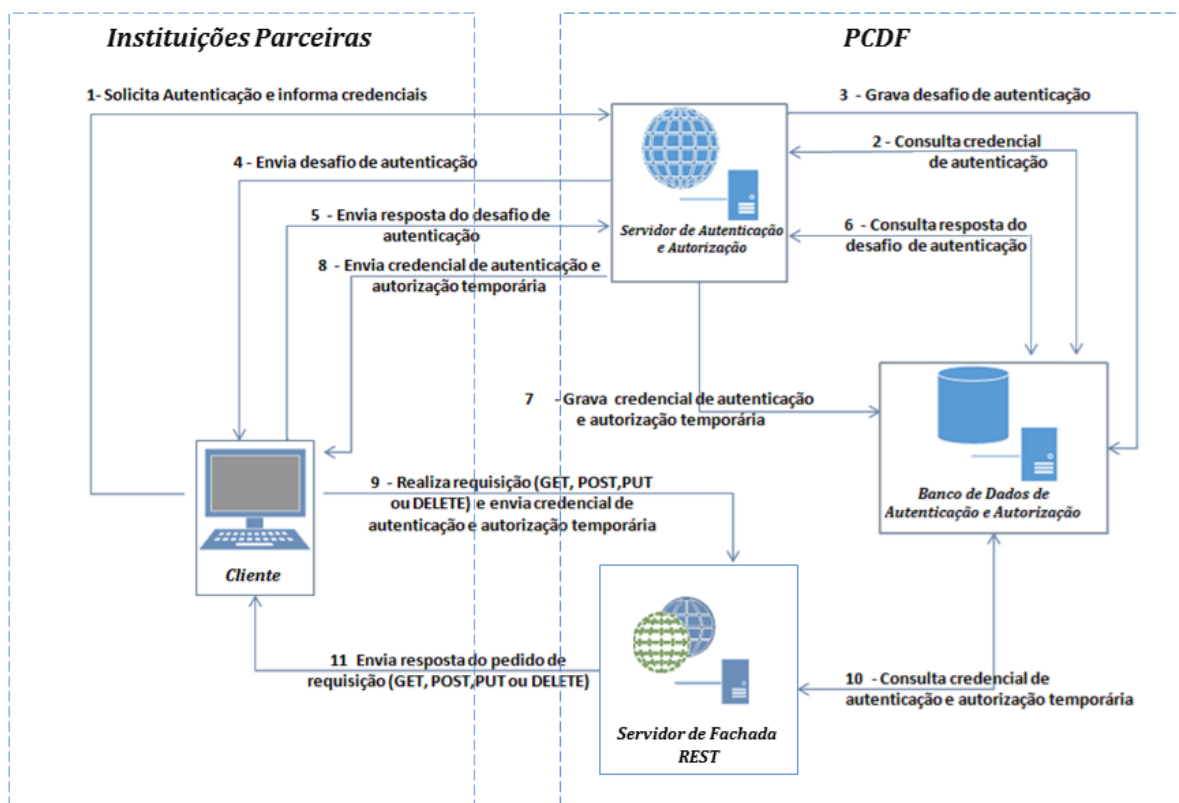 Instituições Parceiras
PCDF
1- Solicita Autenticação e informa credenciais
3 - Grava desafio de autenticação
2 - Consulta credencial
de autenticação
4 - Envia desafio de autenticação
5 - Envia resposta do desafio de
autenticação
Servidor de Autenticação
e Autorização
6 - Consulta resposta do
desafio de autenticação
8 - Envia credencial de autenticação e
autorização temporária
7 - Grava credencial de autenticação
e autorização temporária
9 - Realiza requisição (GET, POST,PUT
ou DELETE) e envia credencial de
autenticação e autorização temporária
Banco de Dados de
Autenticação e Autorização
Cliente
11 Envia resposta do pedido de
requisição (GET, POST,PUT ou DELETE)
10 - Consulta credencial de
autenticação e autorização temporária
Servidor de Fachada
REST